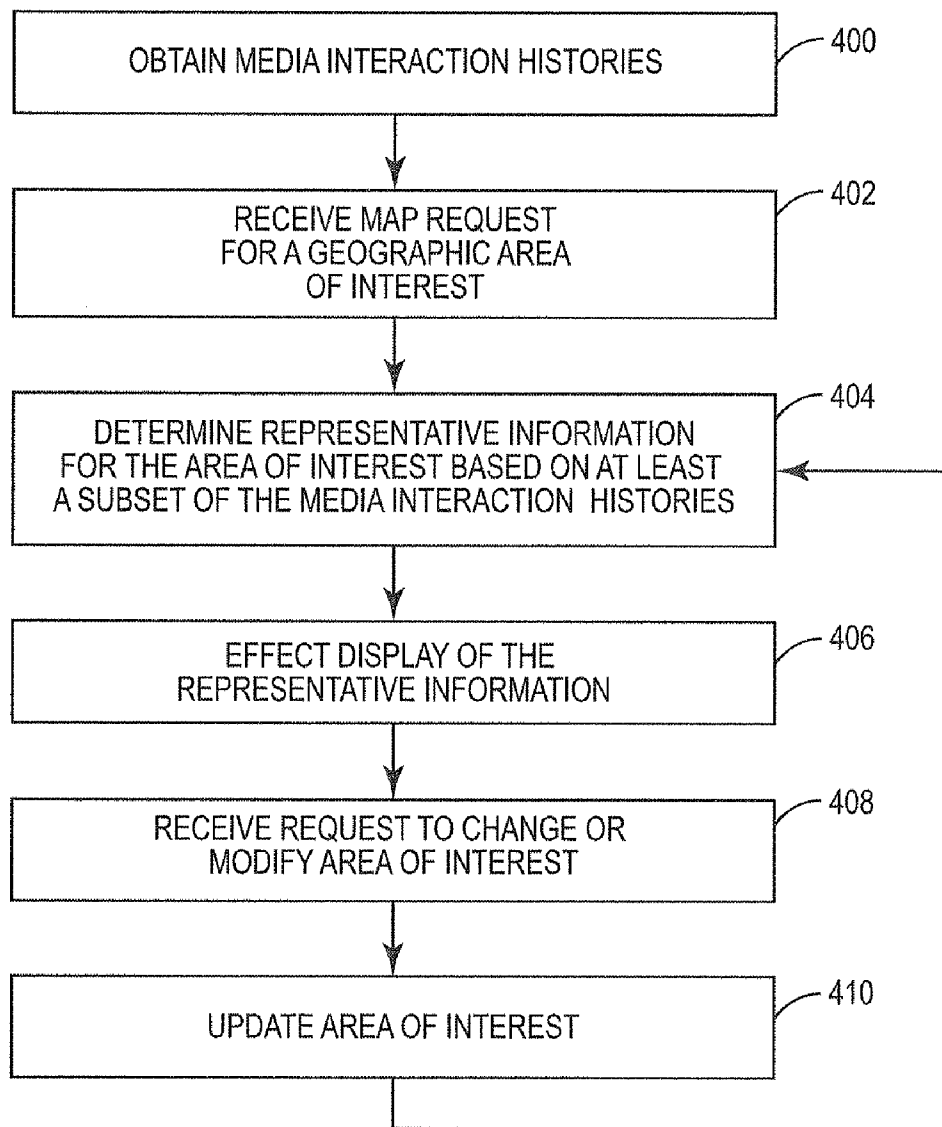 OBTAIN MEDIA INTERACTION HISTORIES
400
RECEIVE MAP REQUEST
FOR A GEOGRAPHIC AREA
OF INTEREST
402
DETERMINE REPRESENTATIVE INFORMATION
FOR THE AREA OF INTEREST BASED ON AT LEAST
A SUBSET OF THE MEDIA INTERACTION HISTORIES
404
EFFECT DISPLAY OF THE
REPRESENTATIVE INFORMATION
406
RECEIVE REQUEST TO CHANGE OR
MODIFY AREA OF INTEREST
408
UPDATE AREA OF INTEREST
410